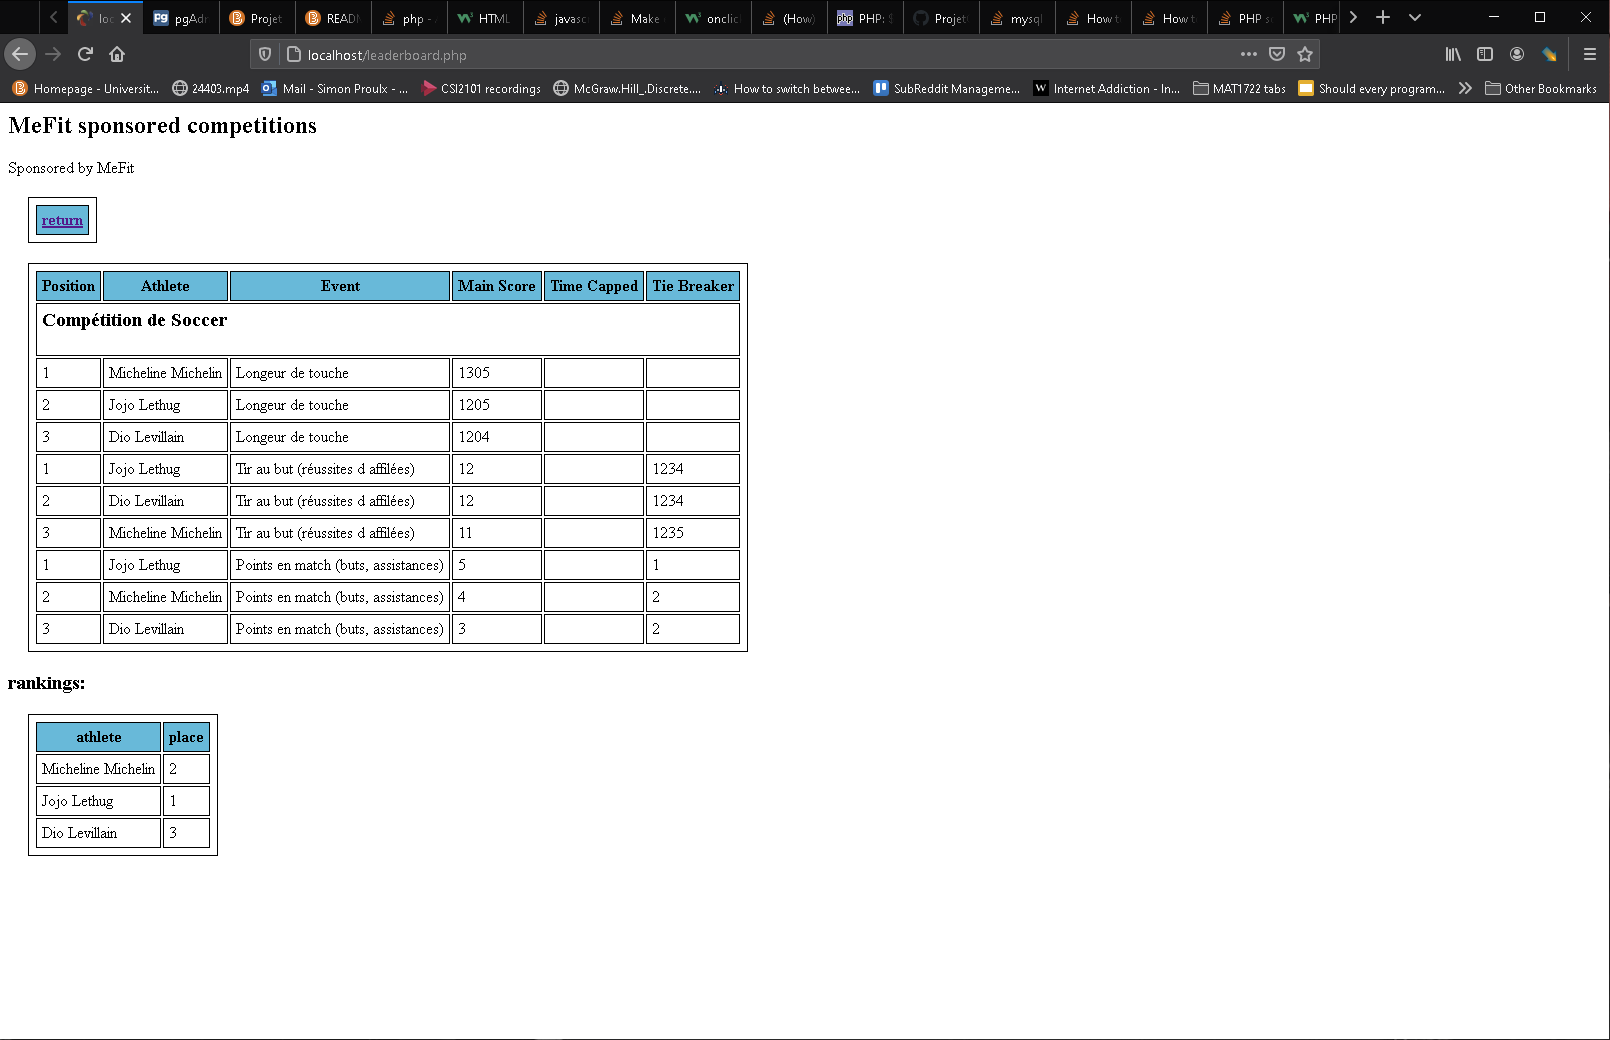 loc
pgAdr
Projet
READN
php -
HTML
javasc
Make
onclic
(How)
PHP: S
Projet
mysql
How t
How t
PHP s
PHP
localhost/leaderboard.php
Homepage - Universit...
24403.mp4
Mail - Simon Proulx - ...
CSI2101 recordings
McGraw.Hill_.Discrete....
How to switch betwee...
SubReddit Manageme...
Internet Addiction - In...
MAT1722 tabs
Should every program...
Other Bookmarks
MeFit sponsored competitions
Sponsored by MeFit
return
Position Athlete Event Main Score Time Capped Tie Breaker
Compétition de Soccer
1 Micheline Michelin Longeur de touche 1305
2 Jojo Lethug Longeur de touche 1205
3 Dio Levillain Longeur de touche 1204
1 Jojo Lethug Tir au but (réussites d affilées) 12 1234
2 Dio Levillain Tir au but (réussites d affilées) 12 1234
3 Micheline Michelin Tir au but (réussites d affilées) 11 1235
1 Jojo Lethug Points en match (buts, assistances) 5 1
2 Micheline Michelin Points en match (buts, assistances) 4 2
3 Dio Levillain Points en match (buts, assistances) 3 2
rankings:
athlete place
Micheline Michelin 2
Jojo Lethug 1
Dio Levillain 3